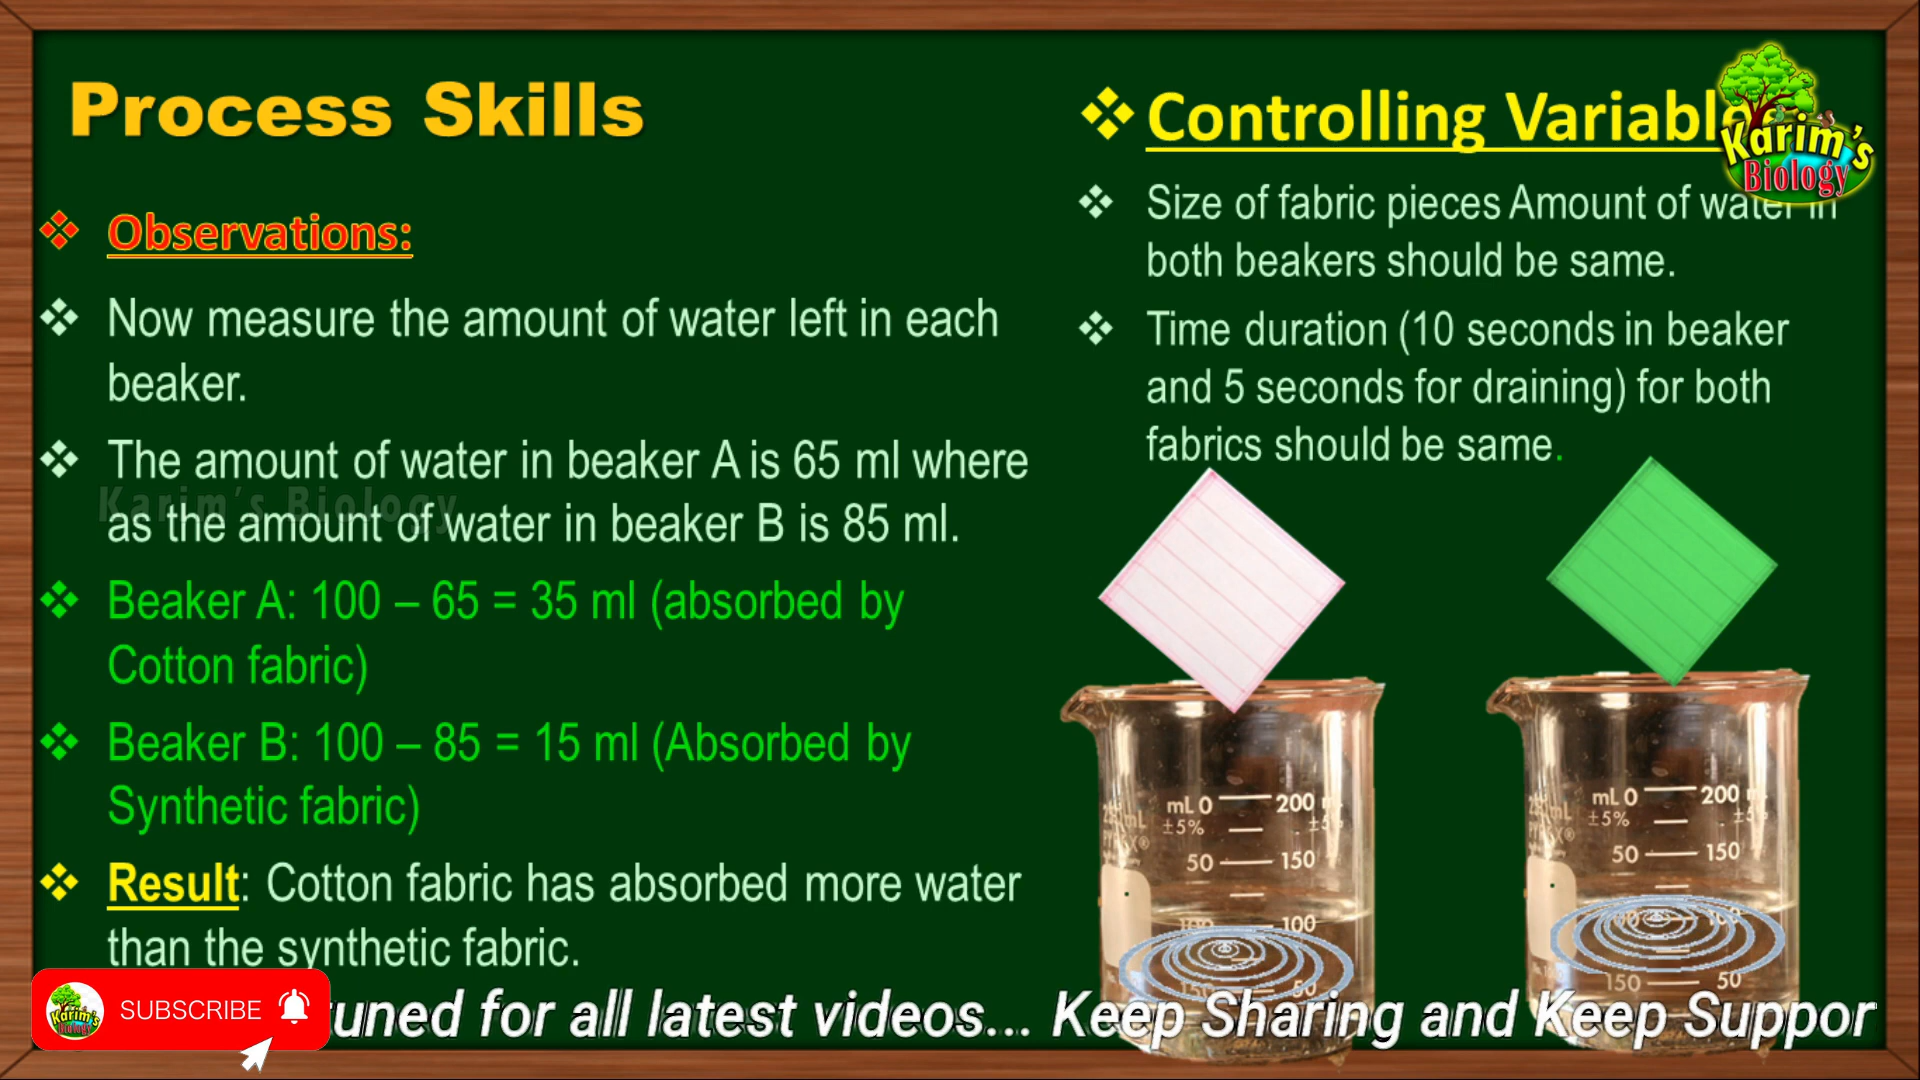 Process Skills
Observations:
Now measure the amount of water left in each
beaker.
The amount of water in beaker A is 65 ml where
as the amount of water in beaker B is 85 ml.
Karim's Biology
Beaker A: 100 – 65 = 35 ml (absorbed by
Cotton fabric)
Beaker B: 100 – 85 = 15 ml (Absorbed by
Synthetic fabric)
Result: Cotton fabric has absorbed more water
than the synthetic fabric.
Controlling
Karim's
Biology
Size of fabric pieces Amount of water in
both beakers should be same.
Time duration (10 seconds in beaker
and 5 seconds for draining) for both
fabrics should be same.
mL 0 200
±5%
50 150
100
50
mL 0 200
±5%
50 150
150 50
SUBSCRIBE
tuned for all latest videos... Keep Sharing and Keep Suppor